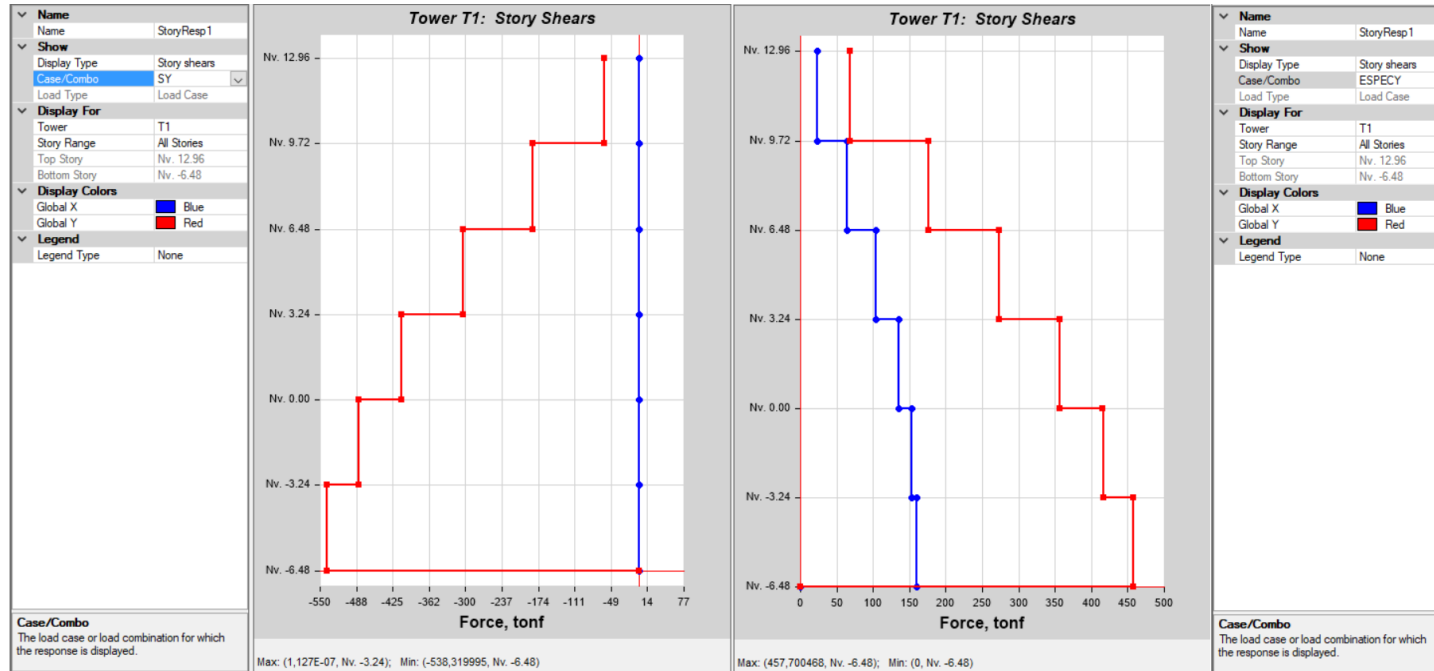 Name
Name StoryResp1
Show
Display Type Story shears
Case/Combo SY
Load Type Load Case
Display For
Tower T1
Story Range All Stories
Top Story Nv. 12.96
Bottom Story Nv. -6.48
Display Colors
Global X Blue
Global Y Red
Legend
Legend Type None
Case/Combo
The load case or load combination for which
the response is displayed.
Tower T1: Story Shears
Nv. 12.96
Nv. 9.72
Nv. 6.48
Nv. 3.24
Nv. 0.00
Nv. -3.24
Nv. -6.48
-550 -488 -425 -362 -300 -237 -174 -111 -49 14 77
Force, tonf
Max: (1,127E-07, Nv. -3.24); Min: (-538,319995, Nv. -6.48)
Tower T1: Story Shears
Nv. 12.96
Nv. 9.72
Nv. 6.48
Nv. 3.24
Nv. 0.00
Nv. -3.24
Nv. -6.48
0 50 100 150 200 250 300 350 400 450 500
Force, tonf
Max: (457,700468, Nv. -6.48); Min: (0, Nv. -6.48)
Name
Name StoryResp1
Show
Display Type Story shears
Case/Combo ESPECY
Load Type Load Case
Display For
Tower T1
Story Range All Stories
Top Story Nv. 12.96
Bottom Story Nv. -6.48
Display Colors
Global X Blue
Global Y Red
Legend
Legend Type None
Case/Combo
The load case or load combination for which
the response is displayed.